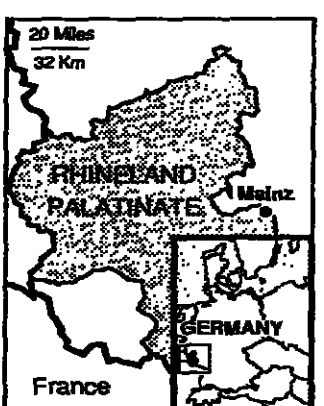 20 Miles
32 Km
RHINELAND
PALATINATE
Mainz
GERMANY
France